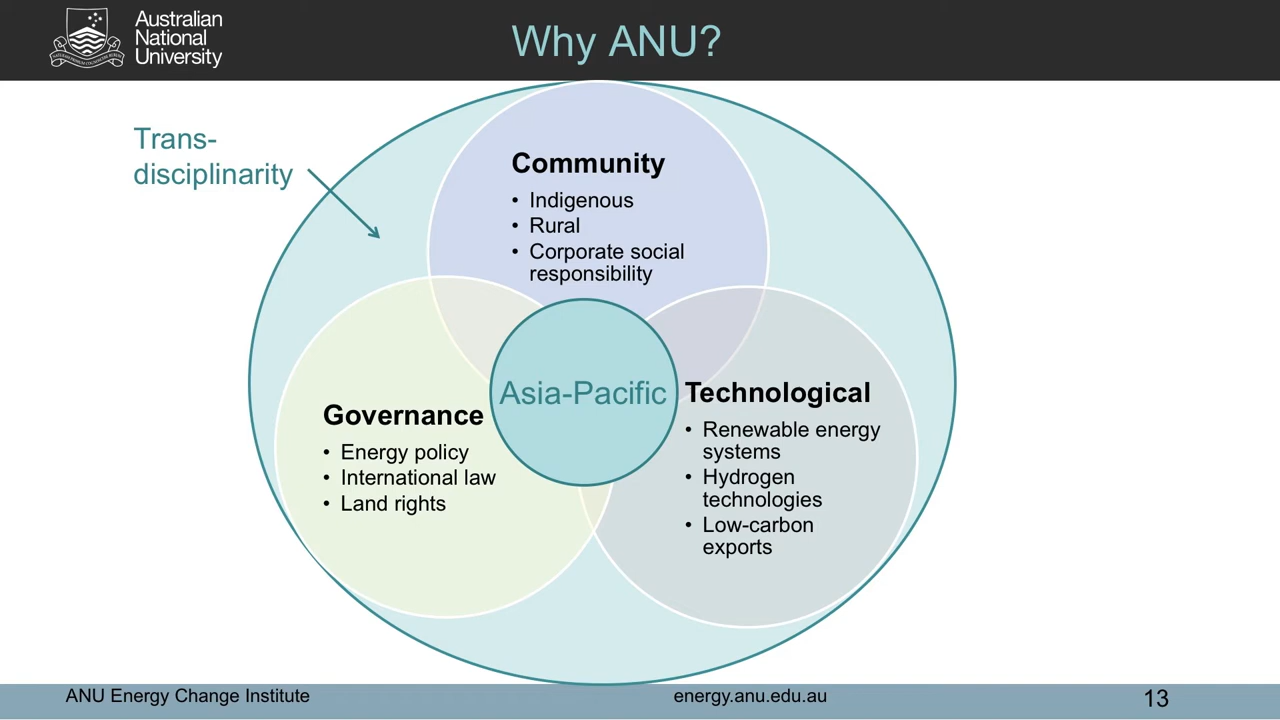 Australian
National
University
Why ANU?
Trans-
disciplinarity
Community
• Indigenous
• Rural
• Corporate social
responsibility
Asia-Pacific
Governance
• Energy policy
• International law
• Land rights
Technological
• Renewable energy
systems
• Hydrogen
technologies
• Low-carbon
exports
ANU Energy Change Institute
energy.anu.edu.au
13